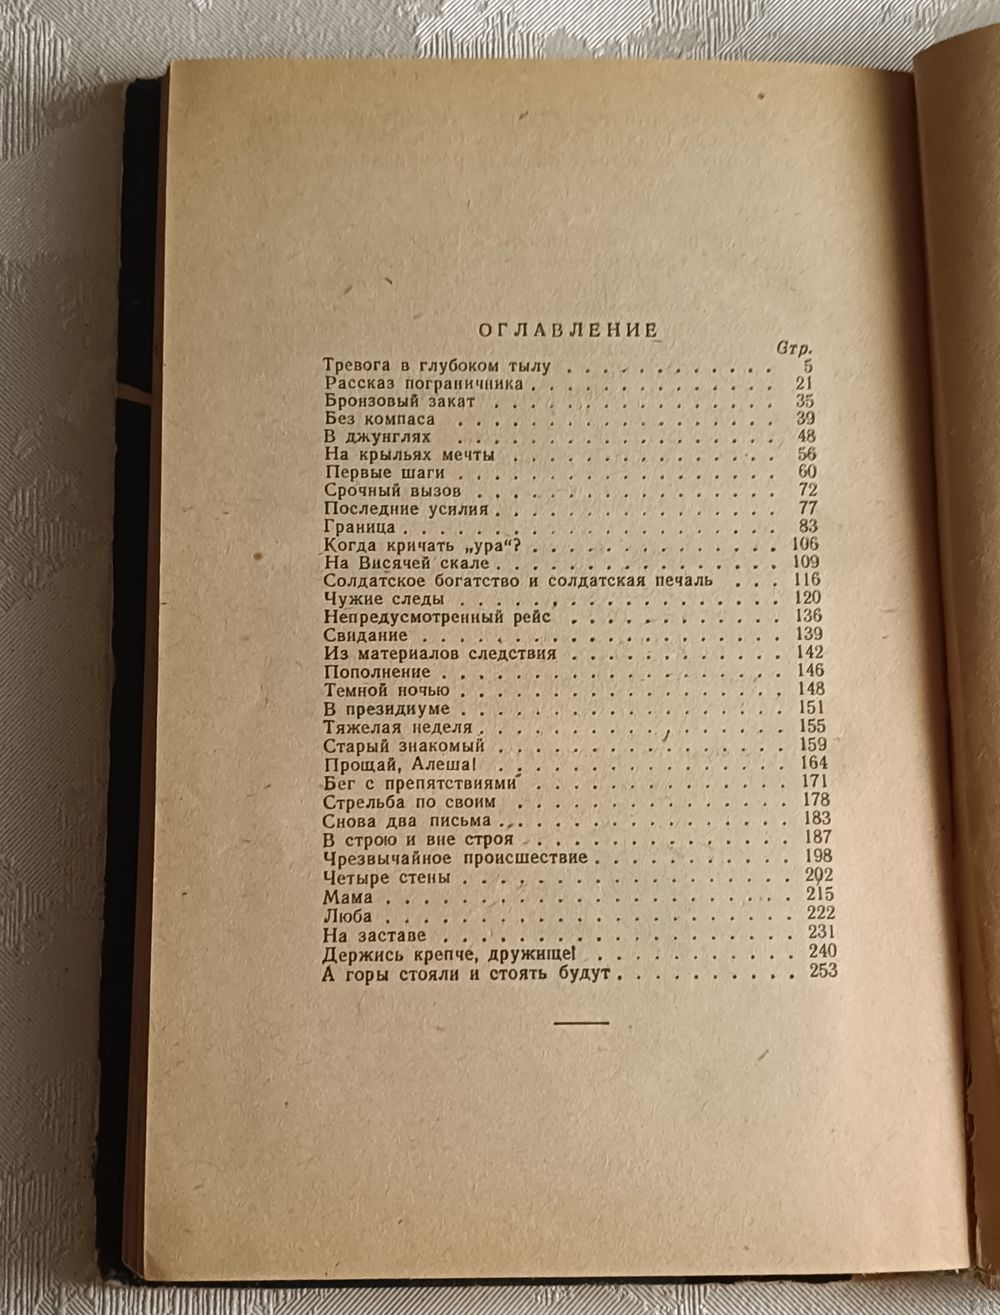 ОГЛАВЛЕНИЕ
Стр.
Тревога в глубоком тылу . . . . . . . . . . . 5
Рассказ пограничника . . . . . . . . . . . . 21
Бронзовый закат . . . . . . . . . . . . . . 35
Без компаса . . . . . . . . . . . . . . . 39
В джунглях . . . . . . . . . . . . . . . 48
На крыльях мечты . . . . . . . . . . . . . 56
Первые шаги . . . . . . . . . . . . . . . 60
Срочный вызов . . . . . . . . . . . . . . 72
Последние усилия . . . . . . . . . . . . . 77
Граница . . . . . . . . . . . . . . . . . 83
Когда кричать „ура“? . . . . . . . . . . . . 106
На Висячей скале . . . . . . . . . . . . . 109
Солдатское богатство и солдатская печаль . . . 116
Чужие следы . . . . . . . . . . . . . . . 120
Непредусмотренный рейс . . . . . . . . . . 136
Свидание . . . . . . . . . . . . . . . . 139
Из материалов следствия . . . . . . . . . . 142
Пополнение . . . . . . . . . . . . . . . 146
Темной ночью . . . . . . . . . . . . . . 148
В президиуме . . . . . . . . . . . . . . 151
Тяжелая неделя . . . . . . . . . . . . . . 155
Старый знакомый . . . . . . . . . . . . . 159
Прощай, Алеша! . . . . . . . . . . . . . 164
Бег с препятствиями . . . . . . . . . . . . 171
Стрельба по своим . . . . . . . . . . . . 178
Снова два письма . . . . . . . . . . . . . 183
В строю и вне строя . . . . . . . . . . . . 187
Чрезвычайное происшествие . . . . . . . . . 198
Четыре стены . . . . . . . . . . . . . . . 202
Мама . . . . . . . . . . . . . . . . . . 215
Люба . . . . . . . . . . . . . . . . . . 222
На заставе . . . . . . . . . . . . . . . 231
Держись крепче, дружище! . . . . . . . . . 240
А горы стояли и стоять будут . . . . . . . . . 253